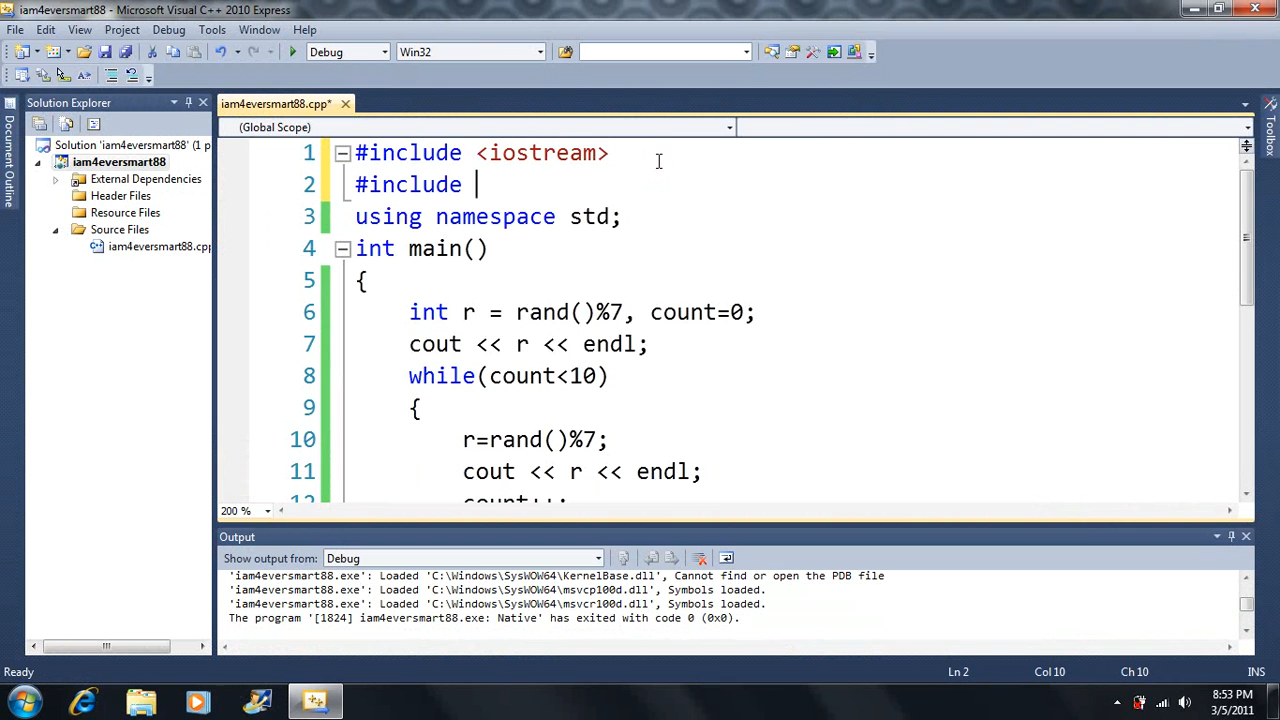 iam4eversmart88 - Microsoft Visual C++ 2010 Express
File Edit View Project Debug Tools Window Help
Debug Win32
Solution Explorer
iam4eversmart88.cpp*
(Global Scope)
Document Outline
Toolbox
Solution 'iam4eversmart88' (1 p
iam4eversmart88
External Dependencies
Header Files
Resource Files
Source Files
iam4eversmart88.cpp
1 #include <iostream>
2 #include
3 using namespace std;
4 int main()
5 {
6 int r = rand()%7, count=0;
7 cout << r << endl;
8 while(count<10)
9 {
10 r=rand()%7;
11 cout << r << endl;
12 count++;
200 %
Output
Show output from: Debug
'iam4eversmart88.exe': Loaded 'C:\Windows\SysWOW64\KernelBase.dll', Cannot find or open the PDB file
'iam4eversmart88.exe': Loaded 'C:\Windows\SysWOW64\msvcp100d.dll', Symbols loaded.
'iam4eversmart88.exe': Loaded 'C:\Windows\SysWOW64\msvcr100d.dll', Symbols loaded.
The program '[1824] iam4eversmart88.exe: Native' has exited with code 0 (0x0).
Ready Ln 2 Col 10 Ch 10 INS
8:53 PM
3/5/2011